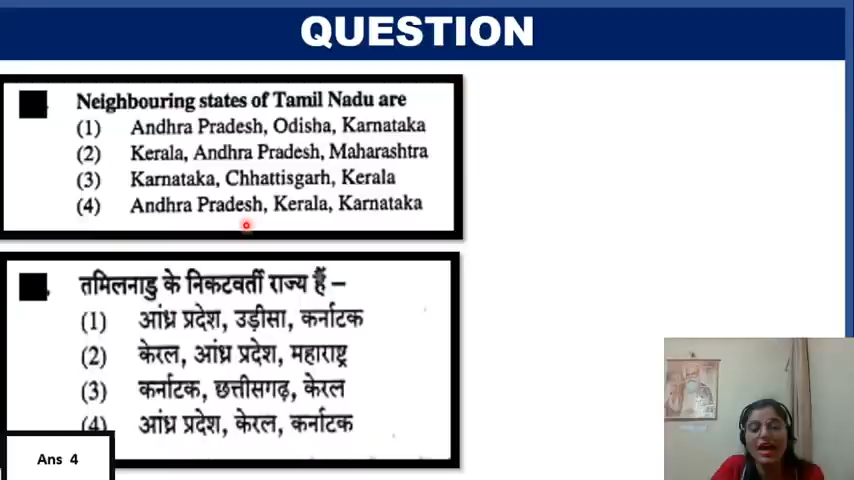 QUESTION
Neighbouring states of Tamil Nadu are
(1) Andhra Pradesh, Odisha, Karnataka
(2) Kerala, Andhra Pradesh, Maharashtra
(3) Karnataka, Chhattisgarh, Kerala
(4) Andhra Pradesh, Kerala, Karnataka
तमिलनाडु के निकटवर्ती राज्य हैं –
(1) आंध्र प्रदेश, उड़ीसा, कर्नाटक
(2) केरल, आंध्र प्रदेश, महाराष्ट्र
(3) कर्नाटक, छत्तीसगढ़, केरल
(4) आंध्र प्रदेश, केरल, कर्नाटक
Ans 4